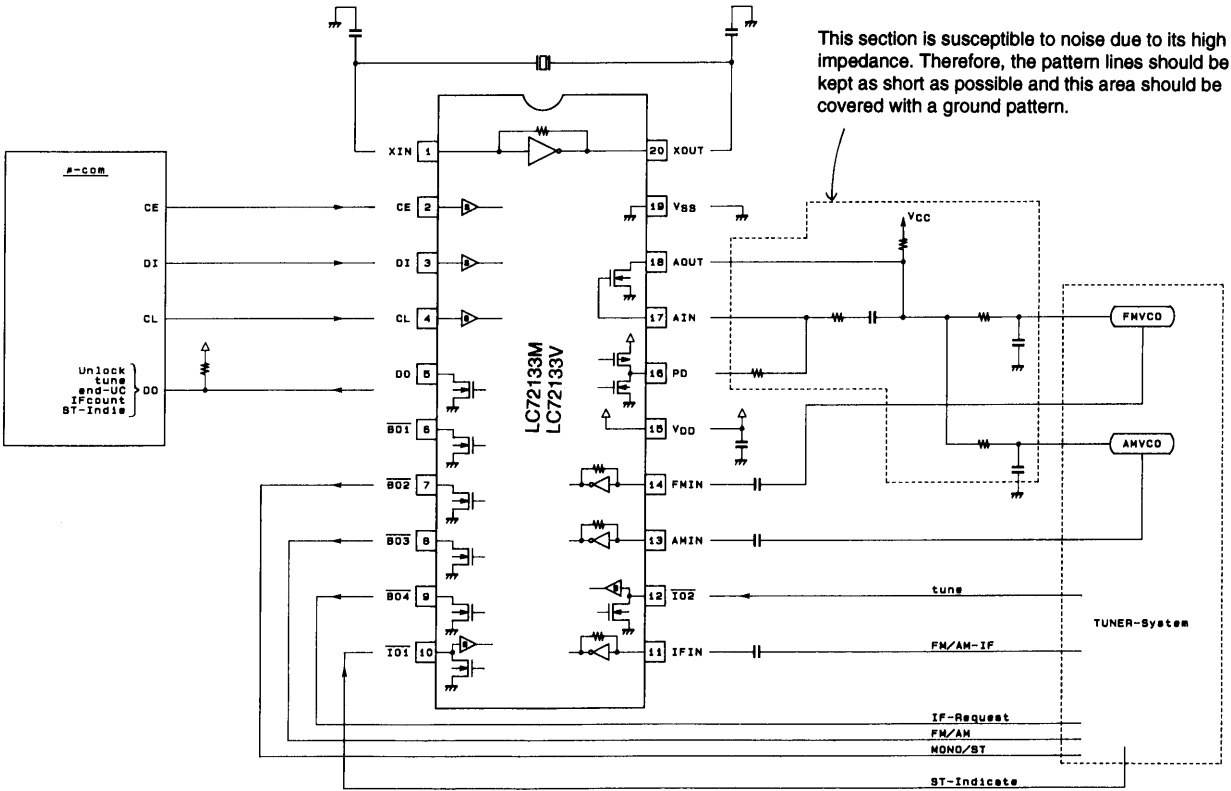 This section is susceptible to noise due to its high
impedance. Therefore, the pattern lines should be
kept as short as possible and this area should be
covered with a ground pattern.
μ-com
CE
DI
CL
Unlock
tune
end-UC
IFcount
ST-Indie
DO
XIN 1
CE 2
DI 3
CL 4
DO 5
BO1 6
BO2 7
BO3 8
BO4 9
IO1 10
S
S
S
S
S
LC72133M
LC72133V
20 XOUT
19 VSS
18 AOUT
17 AIN
16 PD
15 VDD
14 FMIN
13 AMIN
12 IO2
11 IFIN
VCC
FMVCO
AMVCO
TUNER-System
tune
FM/AM-IF
IF-Request
FM/AM
MONO/ST
ST-Indicate